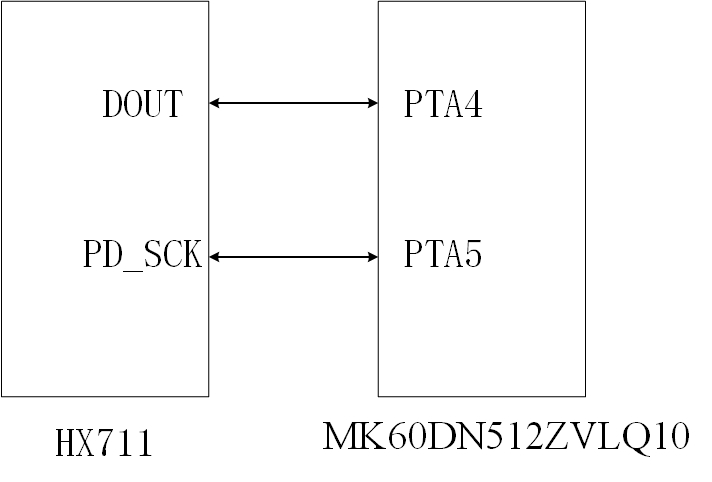 DOUT PTA4
PD_SCK PTA5
HX711 MK60DN512ZVLQ10